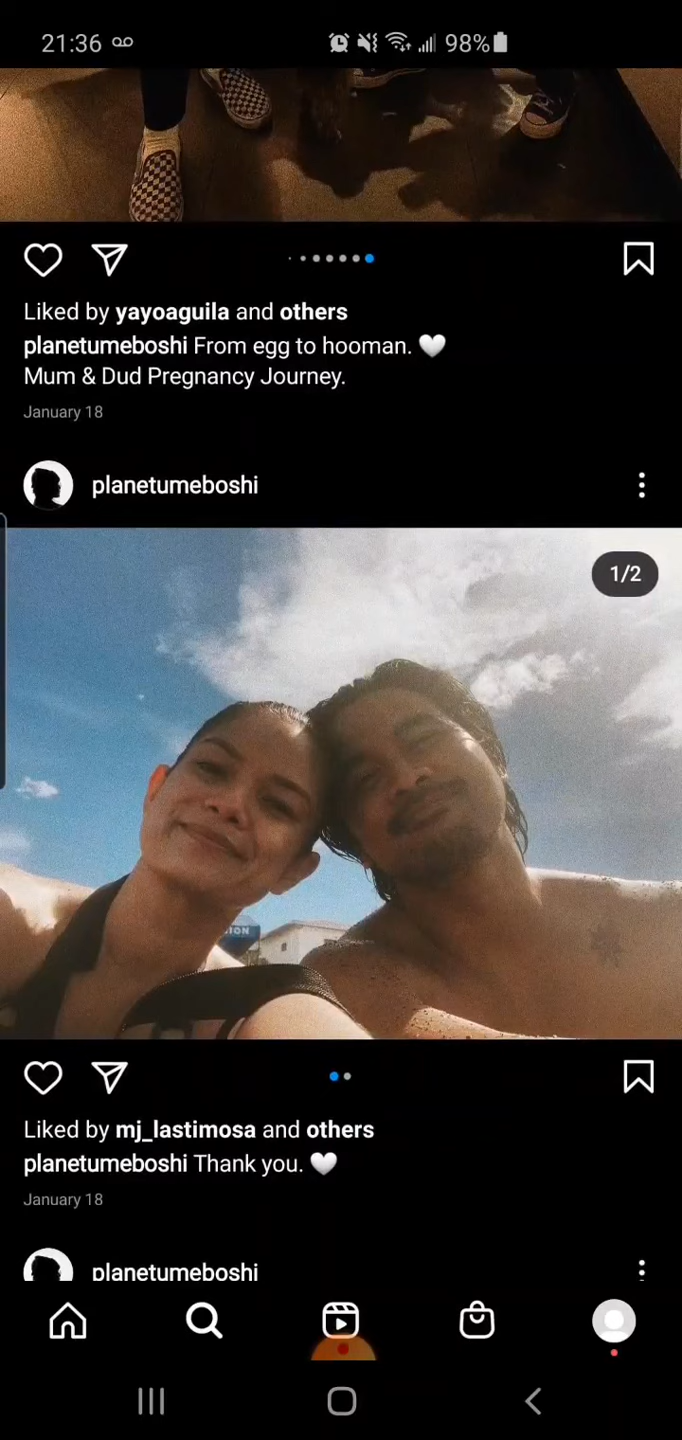 21:36
98%
Liked by yayoaguila and others
planetumeboshi From egg to hooman. 🤍
Mum & Dud Pregnancy Journey.
January 18
planetumeboshi
1/2
ION
Liked by mj_lastimosa and others
planetumeboshi Thank you. 🤍
January 18
planetumeboshi